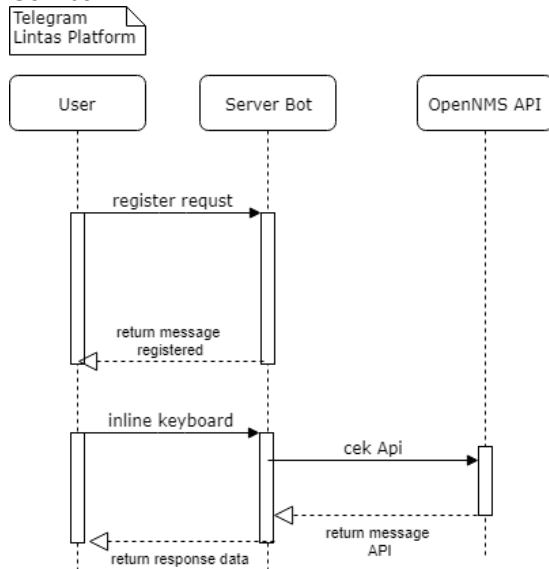 Telegram
Lintas Platform
User
Server Bot
OpenNMS API
register requst
return message
registered
inline keyboard
cek Api
return message
API
return response data